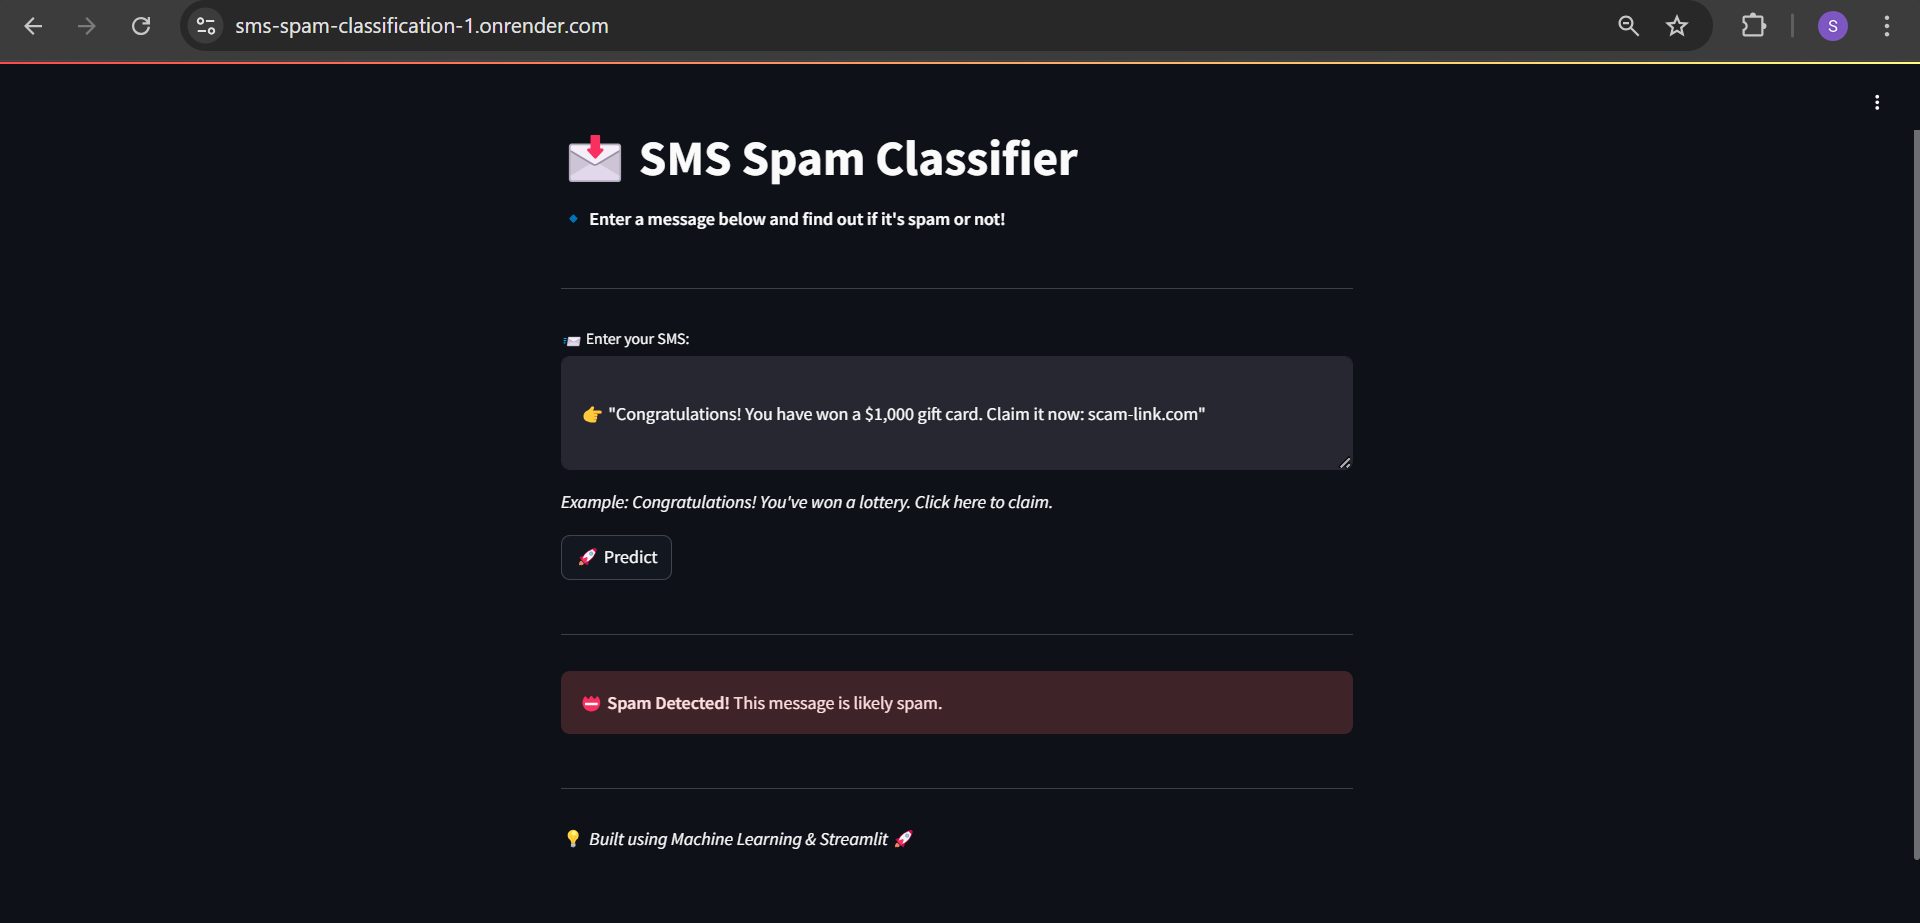 sms-spam-classification-1.onrender.com
S
📩 SMS Spam Classifier
🔹 Enter a message below and find out if it's spam or not!
📨 Enter your SMS:
👉 "Congratulations! You have won a $1,000 gift card. Claim it now: scam-link.com"
Example: Congratulations! You've won a lottery. Click here to claim.
🚀 Predict
📛 Spam Detected! This message is likely spam.
💡 Built using Machine Learning & Streamlit 🚀